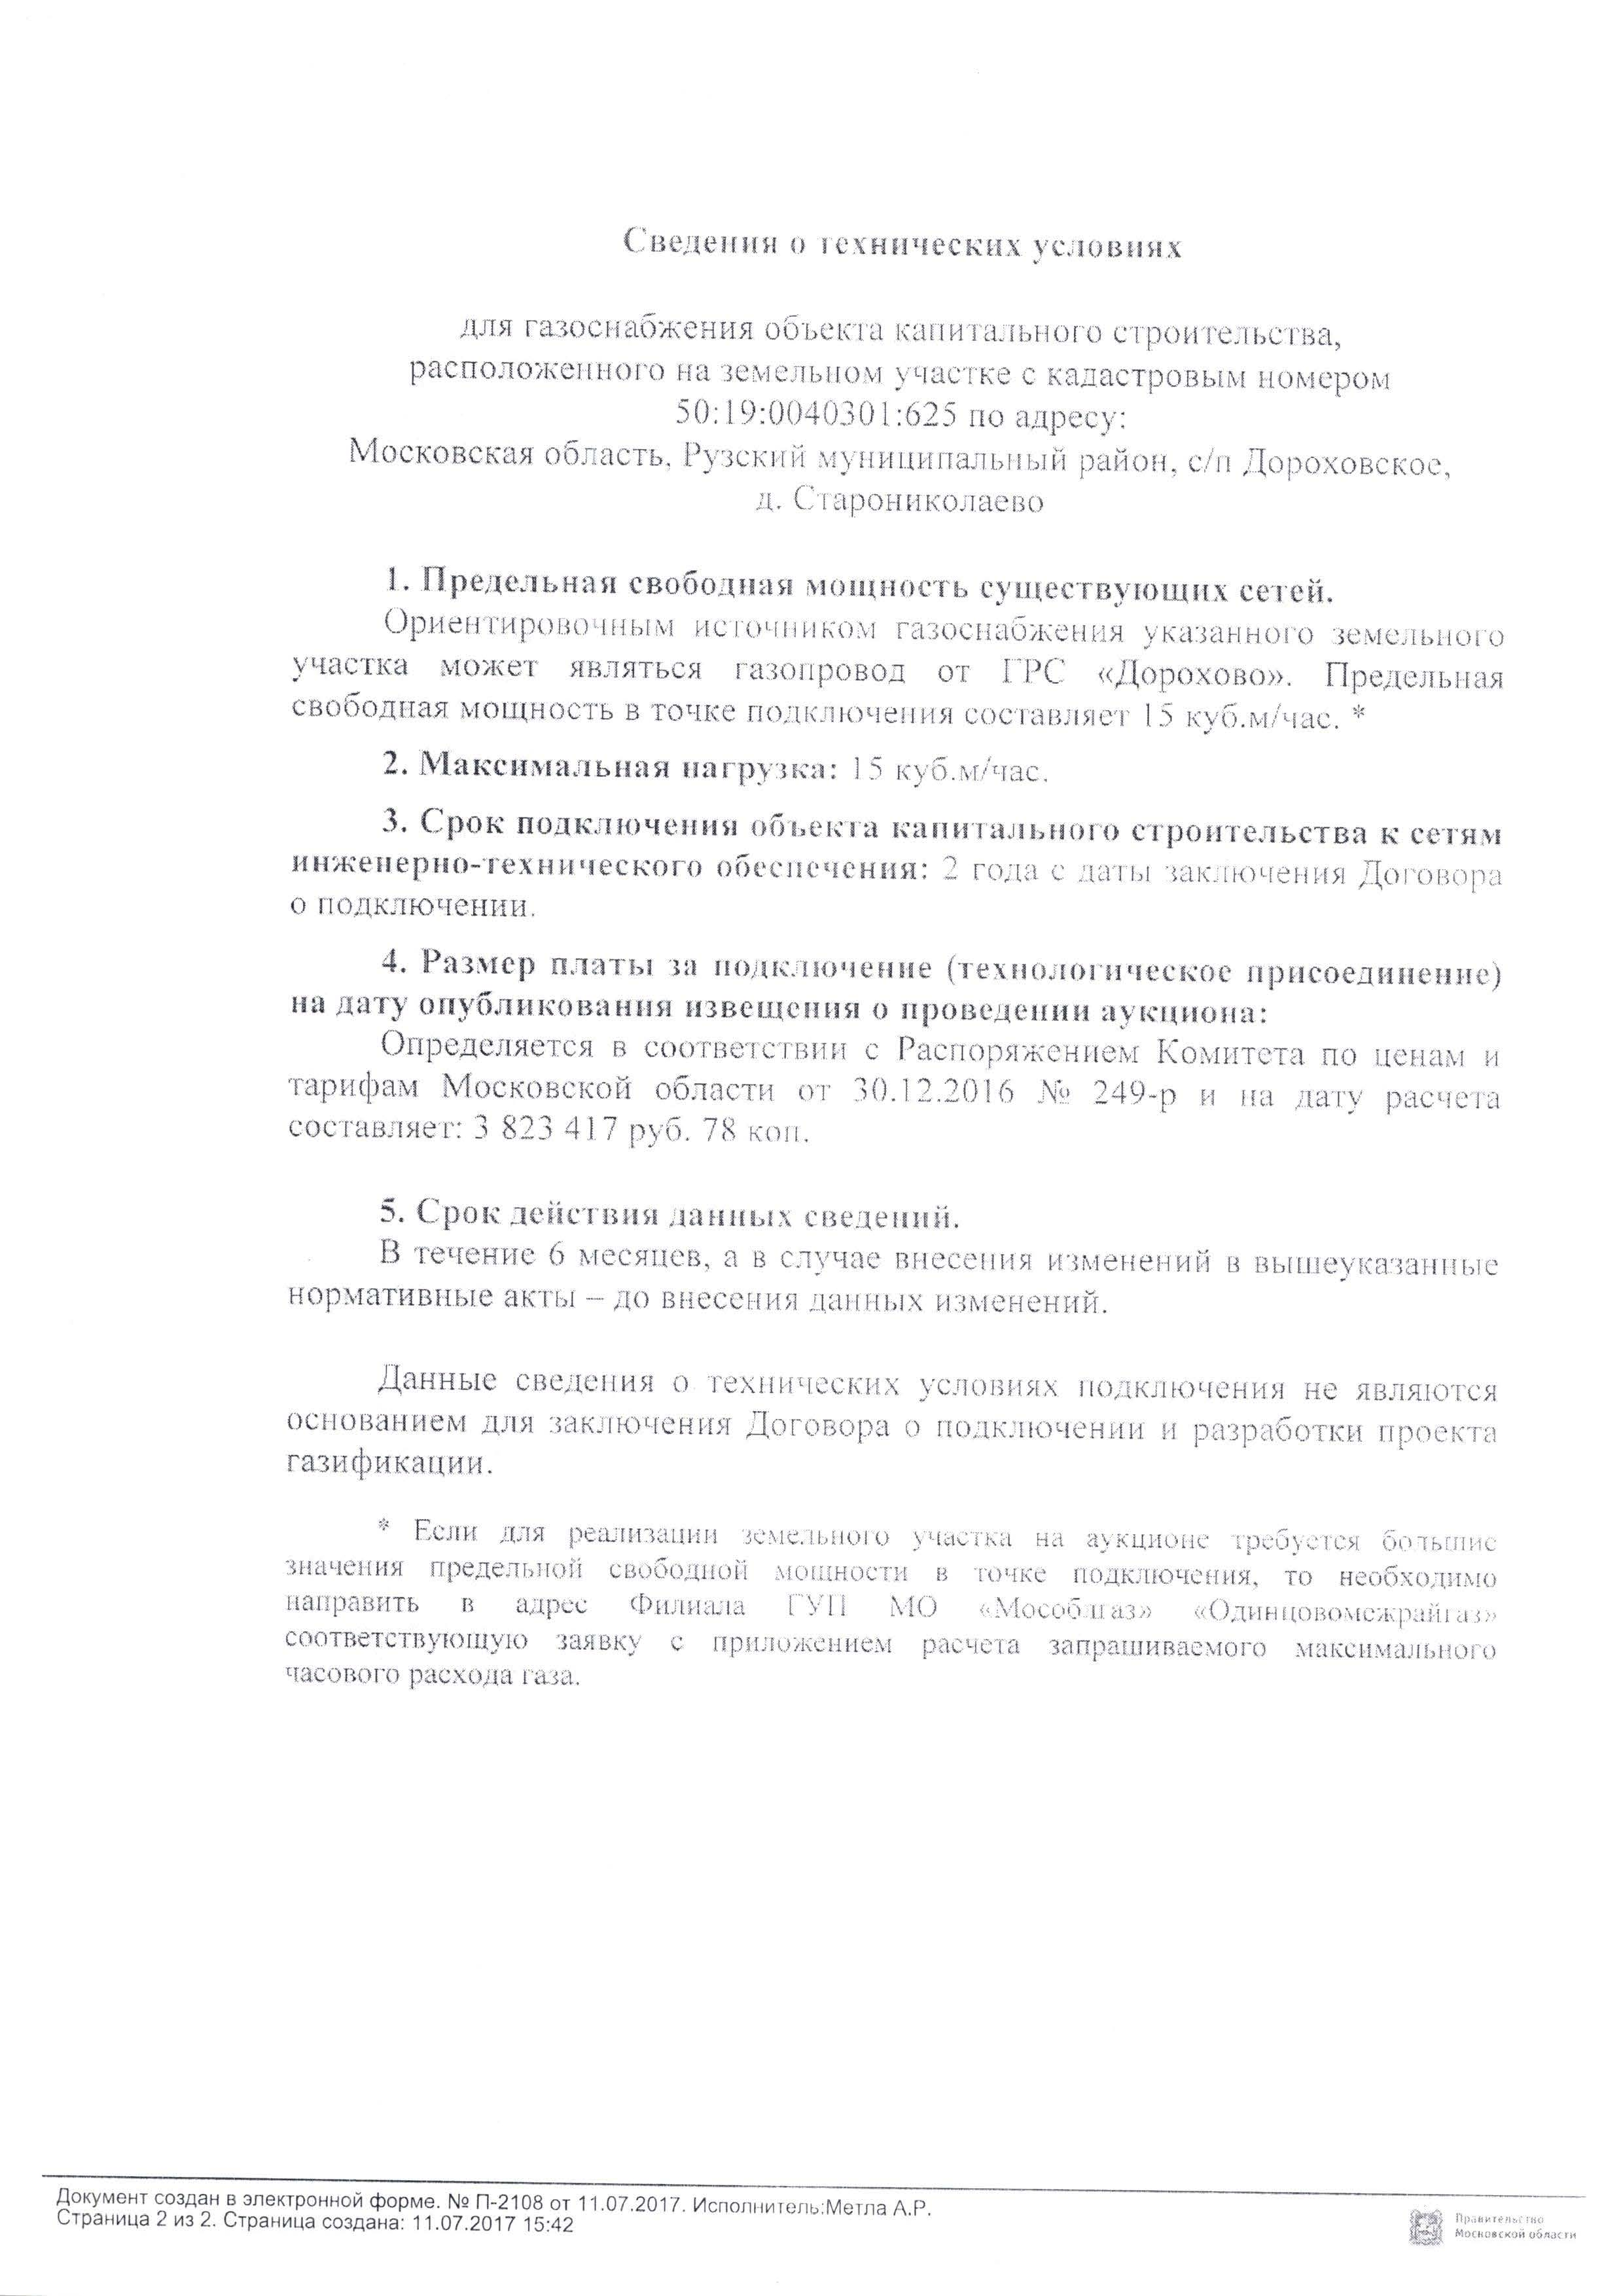 Сведения о технических условиях
для газоснабжения объекта капитального строительства,
расположенного на земельном участке с кадастровым номером
50:19:0040301:625 по адресу:
Московская область, Рузский муниципальный район, с/п Дороховское,
д. Старониколаево
1. Предельная свободная мощность существующих сетей.
Ориентировочным источником газоснабжения указанного земельного
участка может являться газопровод от ГРС «Дорохово». Предельная
свободная мощность в точке подключения составляет 15 куб.м/час. *
2. Максимальная нагрузка: 15 куб.м/час.
3. Срок подключения объекта капитального строительства к сетям
инженерно-технического обеспечения: 2 года с даты заключения Договора
о подключении.
4. Размер платы за подключение (технологическое присоединение)
на дату опубликования извещения о проведении аукциона:
Определяется в соответствии с Распоряжением Комитета по ценам и
тарифам Московской области от 30.12.2016 № 249-р и на дату расчета
составляет: 3 823 417 руб. 78 коп.
5. Срок действия данных сведений.
В течение 6 месяцев, а в случае внесения изменений в вышеуказанные
нормативные акты – до внесения данных изменений.
Данные сведения о технических условиях подключения не являются
основанием для заключения Договора о подключении и разработки проекта
газификации.
* Если для реализации земельного участка на аукционе требуется большие
значения предельной свободной мощности в точке подключения, то необходимо
направить в адрес Филиала ГУП МО «Мособлгаз» «Одинцовомежрайгаз»
соответствующую заявку с приложением расчета запрашиваемого максимального
часового расхода газа.
Документ создан в электронной форме. № П-2108 от 11.07.2017. Исполнитель:Метла А.Р.
Страница 2 из 2. Страница создана: 11.07.2017 15:42
Правительство
Московской области